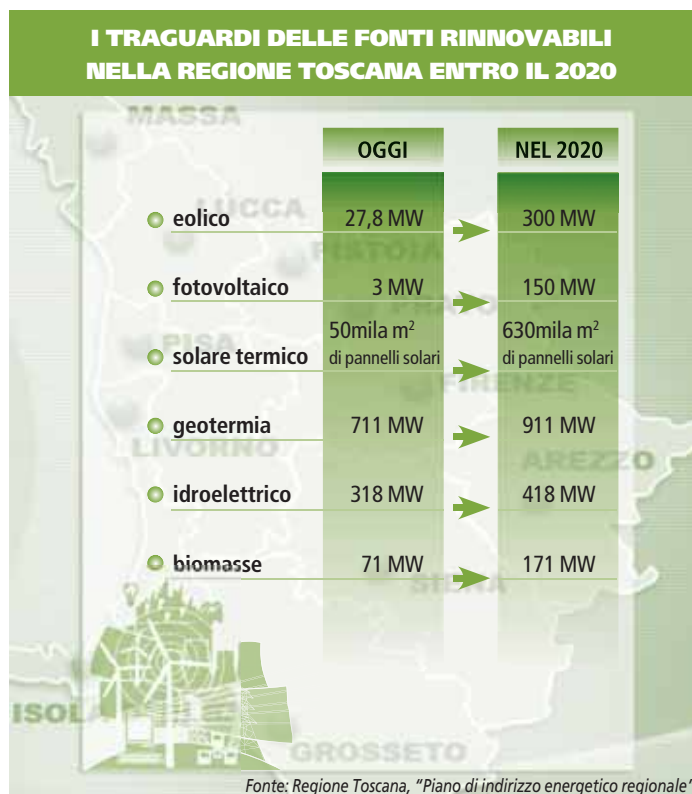 I TRAGUARDI DELLE FONTI RINNOVABILI
NELLA REGIONE TOSCANA ENTRO IL 2020
MASSA
OGGI NEL 2020
LUCCA
eolico 27,8 MW 300 MW
PISTOIA
fotovoltaico 3 MW 150 MW
PRATO
50mila m² 630mila m²
PISA
solare termico di pannelli solari di pannelli solari
FIRENZE
geotermia 711 MW 911 MW
LIVORNO
AREZZO
idroelettrico 318 MW 418 MW
biomasse 71 MW 171 MW
SIENA
ISOLA
GROSSETO
Fonte: Regione Toscana, “Piano di indirizzo energetico regionale”